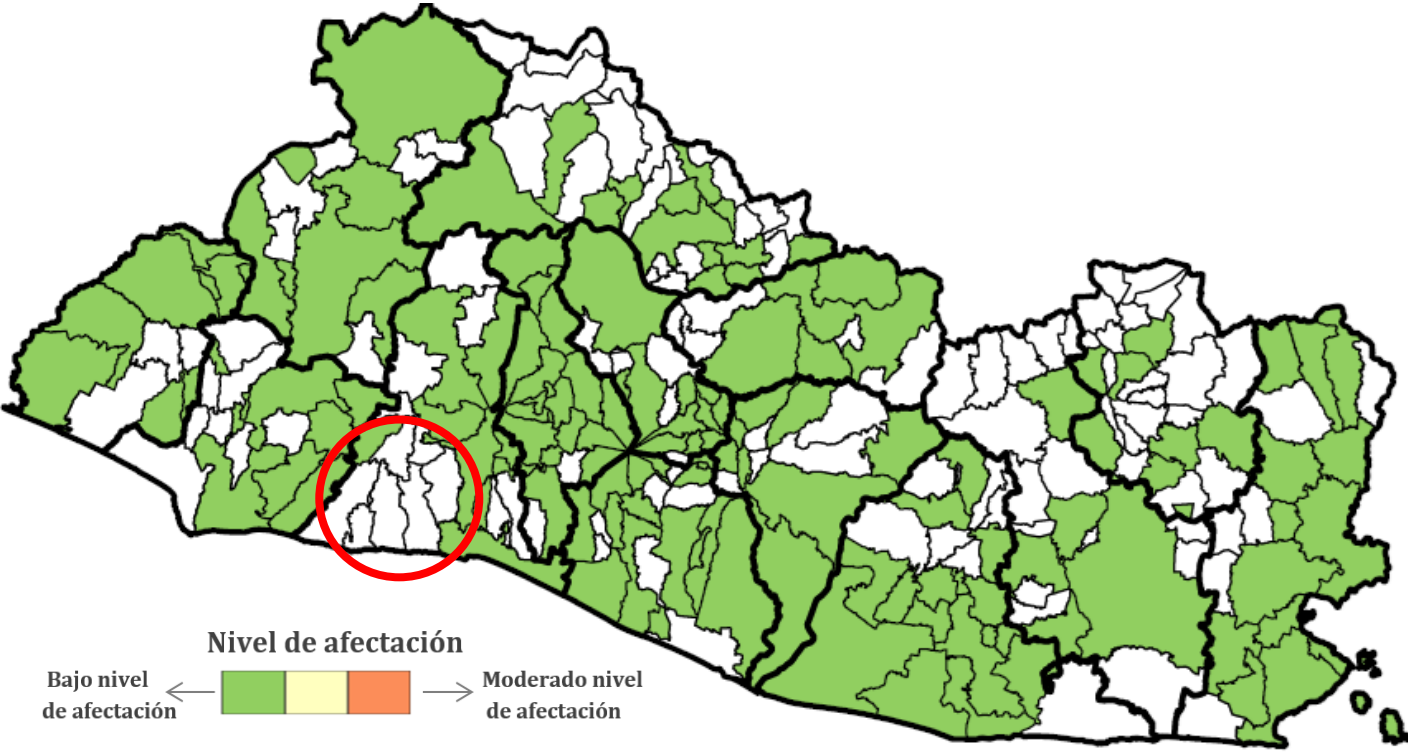 Nivel de afectación
Bajo nivel
de afectación
Moderado nivel
de afectación